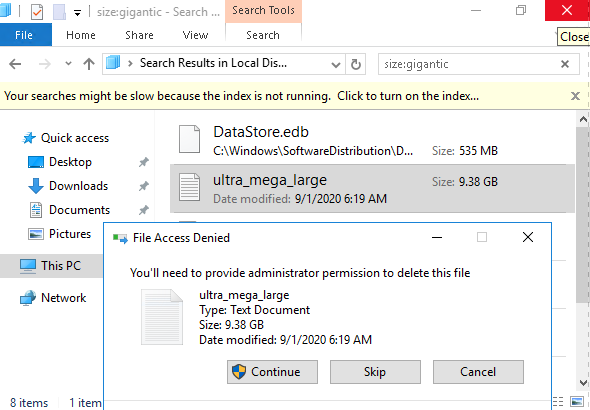 size:gigantic - Search ...
Search Tools
Close
File
Home
Share
View
Search
Search Results in Local Dis...
size:gigantic
Your searches might be slow because the index is not running. Click to turn on the index...
Quick access
Desktop
Downloads
Documents
Pictures
This PC
Network
DataStore.edb
C:\Windows\SoftwareDistribution\D...
Size: 535 MB
ultra_mega_large
Size: 9.38 GB
Date modified: 9/1/2020 6:19 AM
File Access Denied
You'll need to provide administrator permission to delete this file
ultra_mega_large
Type: Text Document
Size: 9.38 GB
Date modified: 9/1/2020 6:19 AM
Continue
Skip
Cancel
8 items
1 item